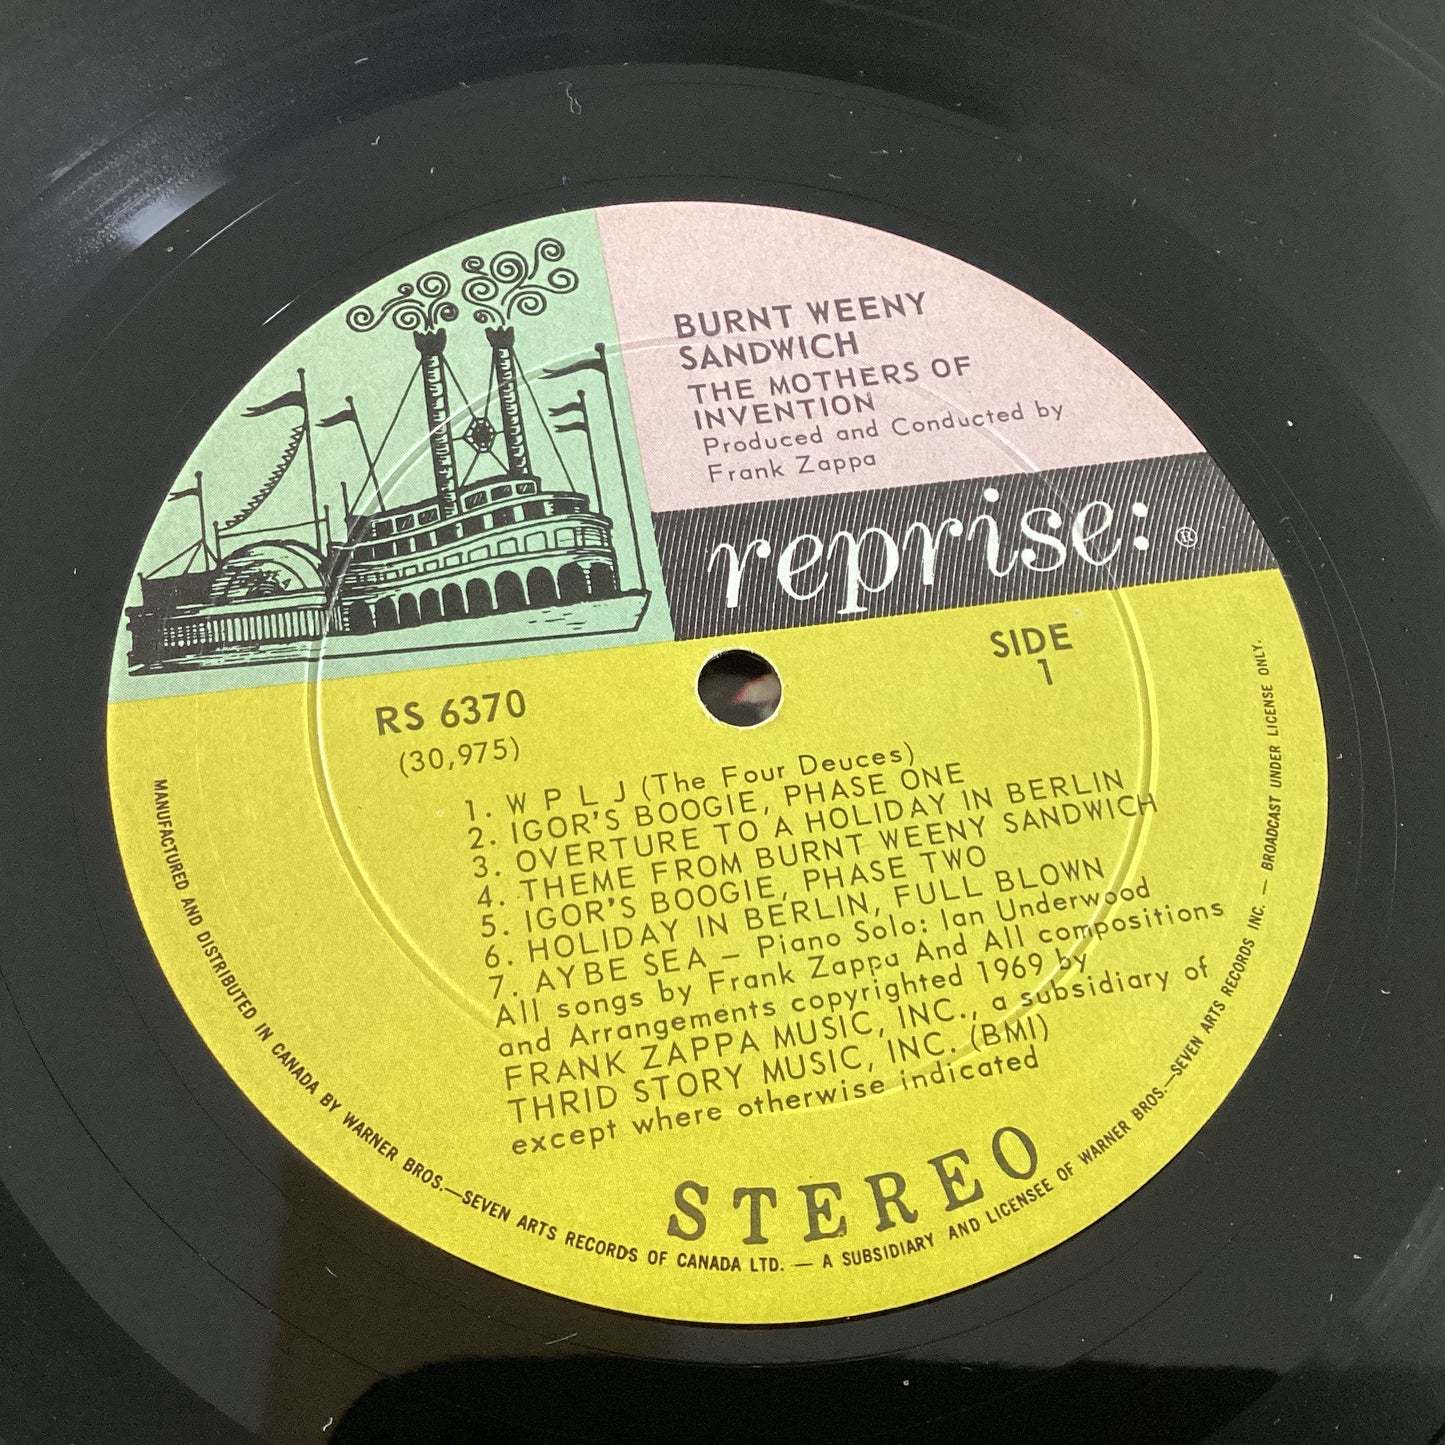 BURNT WEENY
SANDWICH
THE MOTHERS OF
INVENTION
Produced and Conducted by
Frank Zappa
reprise: ®
SIDE
1
RS 6370
(30,975)
1. W P L J (The Four Deuces)
2. IGOR'S BOOGIE, PHASE ONE
3. OVERTURE TO A HOLIDAY IN BERLIN
4. THEME FROM BURNT WEENY SANDWICH
5. IGOR'S BOOGIE, PHASE TWO
6. HOLIDAY IN BERLIN, FULL BLOWN
7. AYBE SEA – Piano Solo: Ian Underwood
All songs by Frank Zappa And All compositions
and Arrangements copyrighted 1969 by
FRANK ZAPPA MUSIC, INC., a subsidiary of
THRID STORY MUSIC, INC. (BMI)
except where otherwise indicated
STEREO
MANUFACTURED AND DISTRIBUTED IN CANADA BY WARNER BROS.—SEVEN ARTS RECORDS OF CANADA LTD. — A SUBSIDIARY AND LICENSEE OF WARNER BROS.—SEVEN ARTS RECORDS INC. — BROADCAST UNDER LICENSE ONLY.